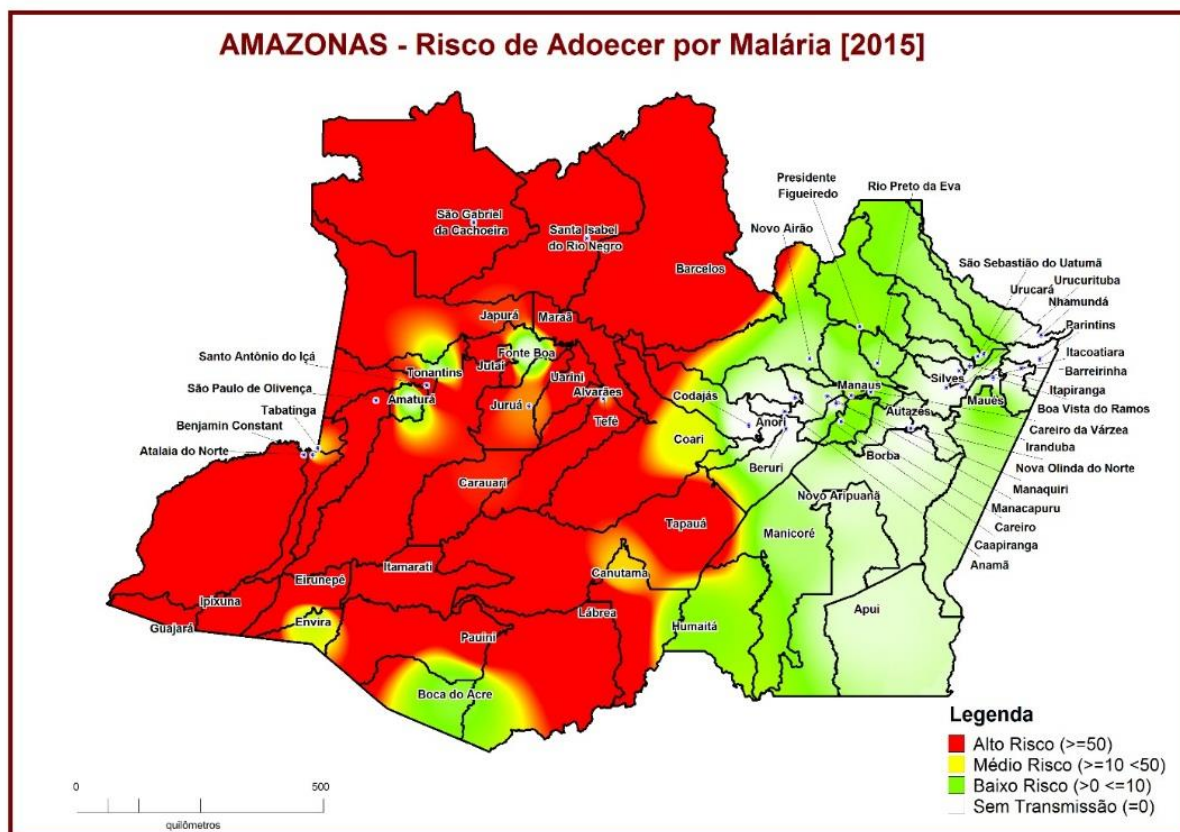 AMAZONAS - Risco de Adoecer por Malária [2015]
Presidente
Figueiredo
Rio Preto da Eva
Novo Airão
São Gabriel
da Cachoeira
Santa Isabel
do Rio Negro
Barcelos
São Sebastião do Uatumã
Urucurituba
Urucará
Nhamundá
Parintins
Japurá
Maraã
Santo Antônio do Içá
Fonte Boa
Itacoatiara
Tonantins
Jutaí
Uarini
Barreirinha
São Paulo de Olivença
Alvarães
Silves
Itapiranga
Amaturá
Juruá
Codajás
Manaus
Maués
Boa Vista do Ramos
Tabatinga
Tefé
Anori
Autazes
Careiro da Várzea
Benjamin Constant
Coari
Iranduba
Atalaia do Norte
Beruri
Borba
Nova Olinda do Norte
Carauari
Manaquiri
Novo Aripuanã
Manacapuru
Tapauá
Manicoré
Careiro
Caapiranga
Anamã
Itamarati
Canutama
Eirunepé
Ipixuna
Apui
Lábrea
Guajará
Envira
Humaitá
Pauini
Boca do Acre
Legenda
Alto Risco (>=50)
Médio Risco (>=10 <50)
Baixo Risco (>0 <=10)
Sem Transmissão (=0)
0 500
quilômetros